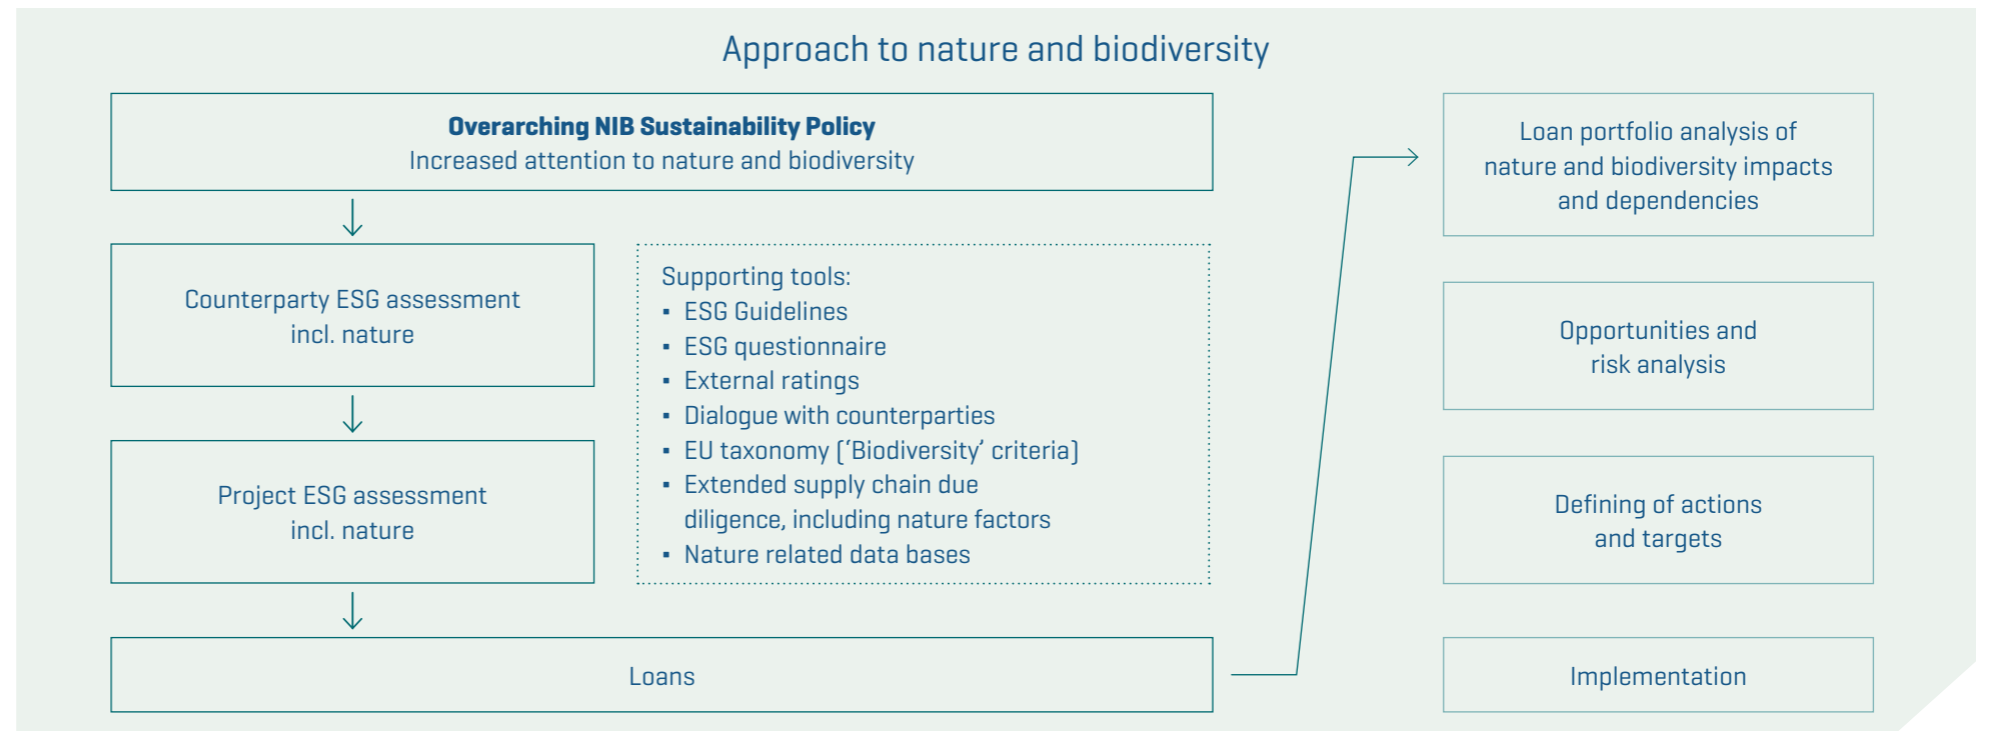 Approach to nature and biodiversity
Overarching NIB Sustainability Policy
Increased attention to nature and biodiversity
Counterparty ESG assessment
incl. nature
Project ESG assessment
incl. nature
Supporting tools:
▪ ESG Guidelines
▪ ESG questionnaire
▪ External ratings
▪ Dialogue with counterparties
▪ EU taxonomy (‘Biodiversity’ criteria)
▪ Extended supply chain due
diligence, including nature factors
▪ Nature related data bases
Loans
Loan portfolio analysis of
nature and biodiversity impacts
and dependencies
Opportunities and
risk analysis
Defining of actions
and targets
Implementation